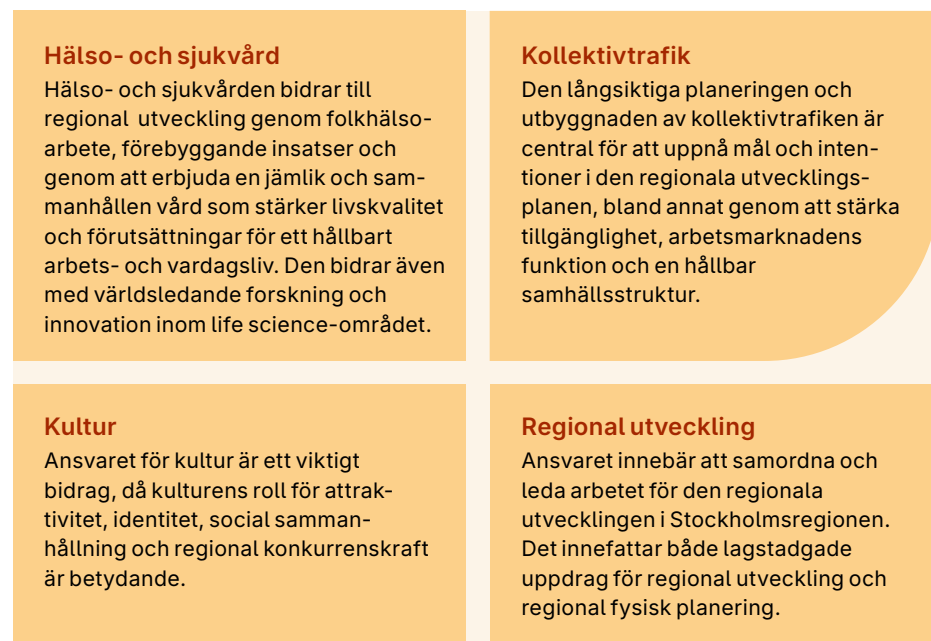 Hälso- och sjukvård
Hälso- och sjukvården bidrar till
regional  utveckling genom folkhälso-
arbete, förebyggande insatser och
genom att erbjuda en jämlik och sam-
manhållen vård som stärker livskvalitet
och förutsättningar för ett hållbart
arbets- och vardagsliv. Den bidrar även
med världsledande forskning och
innovation inom life science-området.
Kollektivtrafik
Den långsiktiga planeringen och
utbyggnaden av kollektivtrafiken är
central för att uppnå mål och inten-
tioner i den regionala utvecklings-
planen, bland annat genom att stärka
tillgänglighet, arbetsmarknadens
funktion och en hållbar
samhällsstruktur.
Kultur
Ansvaret för kultur är ett viktigt
bidrag, då kulturens roll för attrak-
tivitet, identitet, social samman-
hållning och regional konkurrenskraft
är betydande.
Regional utveckling
Ansvaret innebär att samordna och
leda arbetet för den regionala
utvecklingen i Stockholmsregionen.
Det innefattar både lagstadgade
uppdrag för regional utveckling och
regional fysisk planering.